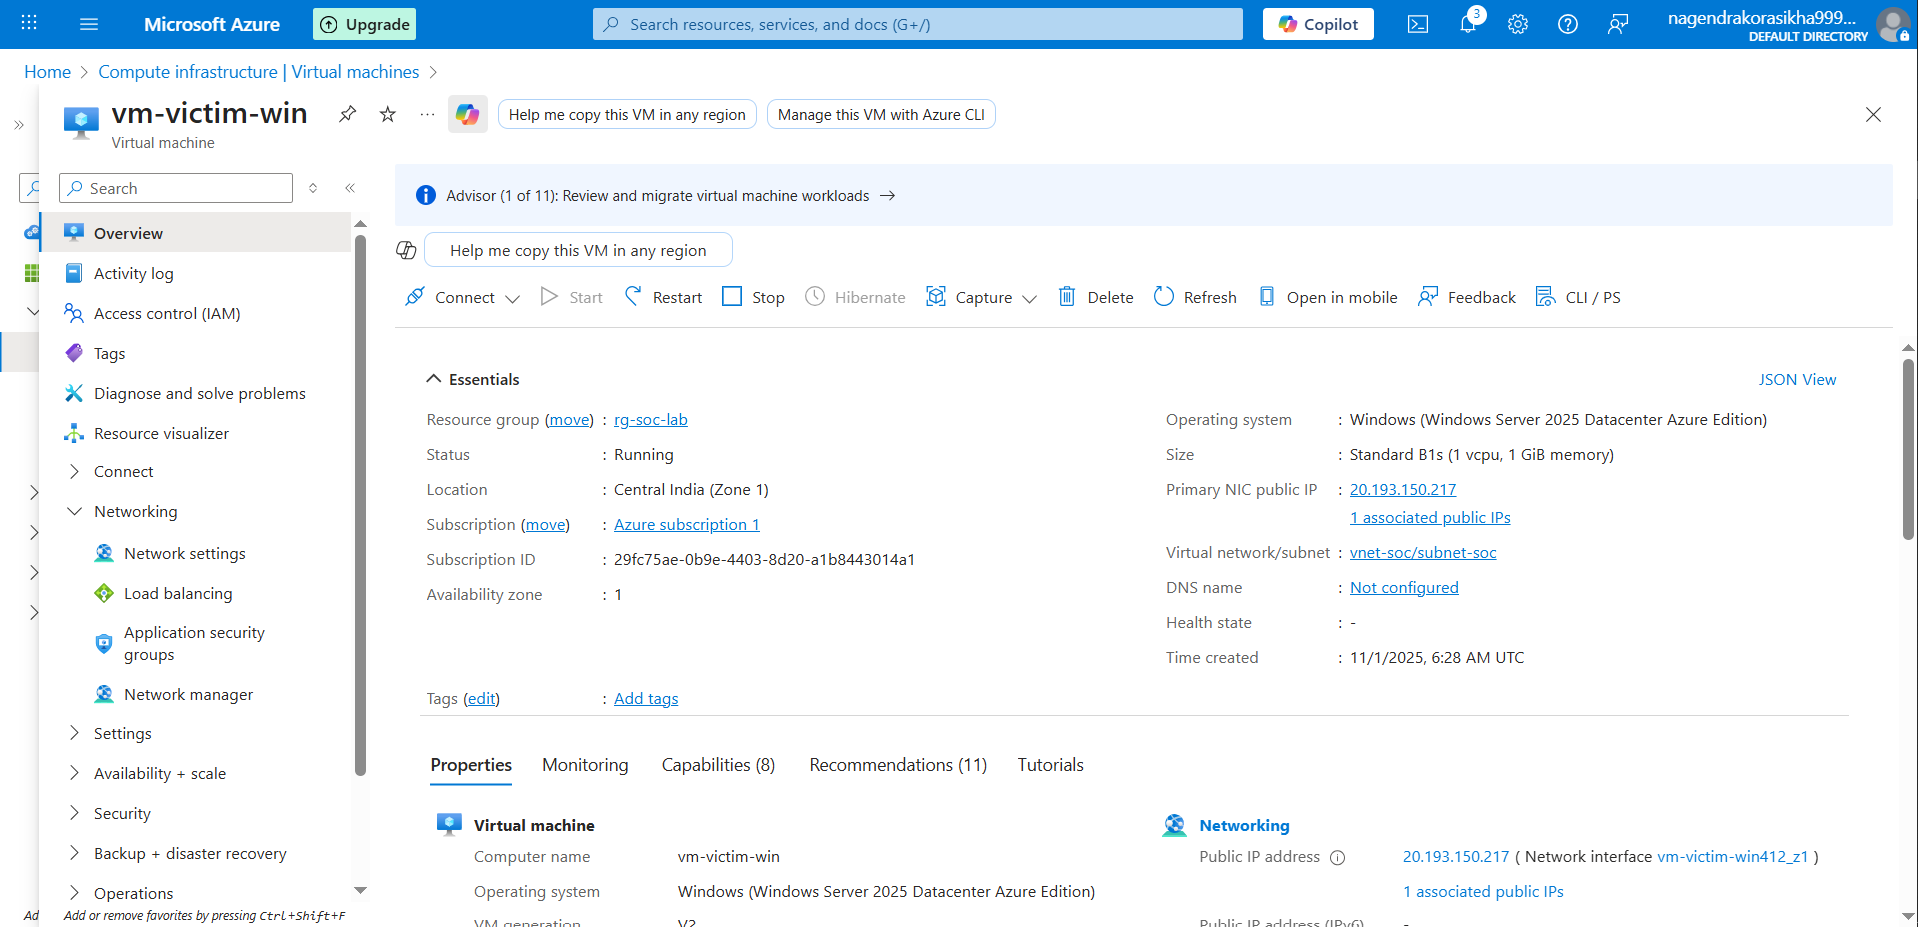 Microsoft Azure
Upgrade
Search resources, services, and docs (G+/)
Copilot
3
nagendrakorasikha999...
DEFAULT DIRECTORY
Home > Compute infrastructure | Virtual machines >
vm-victim-win
Virtual machine
Help me copy this VM in any region
Manage this VM with Azure CLI
Search
Overview
Activity log
Access control (IAM)
Tags
Diagnose and solve problems
Resource visualizer
Connect
Networking
Network settings
Load balancing
Application security
groups
Network manager
Settings
Availability + scale
Security
Backup + disaster recovery
Operations
Ad
Add or remove favorites by pressing Ctrl+Shift+F
Advisor (1 of 11): Review and migrate virtual machine workloads →
Help me copy this VM in any region
Connect
Start
Restart
Stop
Hibernate
Capture
Delete
Refresh
Open in mobile
Feedback
CLI / PS
Essentials
JSON View
Resource group (move) : rg-soc-lab
Status : Running
Location : Central India (Zone 1)
Subscription (move) : Azure subscription 1
Subscription ID : 29fc75ae-0b9e-4403-8d20-a1b8443014a1
Availability zone : 1
Operating system : Windows (Windows Server 2025 Datacenter Azure Edition)
Size : Standard B1s (1 vcpu, 1 GiB memory)
Primary NIC public IP : 20.193.150.217
1 associated public IPs
Virtual network/subnet : vnet-soc/subnet-soc
DNS name : Not configured
Health state : -
Time created : 11/1/2025, 6:28 AM UTC
Tags (edit) : Add tags
Properties
Monitoring
Capabilities (8)
Recommendations (11)
Tutorials
Virtual machine
Computer name vm-victim-win
Operating system Windows (Windows Server 2025 Datacenter Azure Edition)
VM generation V2
Networking
Public IP address 20.193.150.217 ( Network interface vm-victim-win412_z1 )
1 associated public IPs
Public IP address (IPv6) -